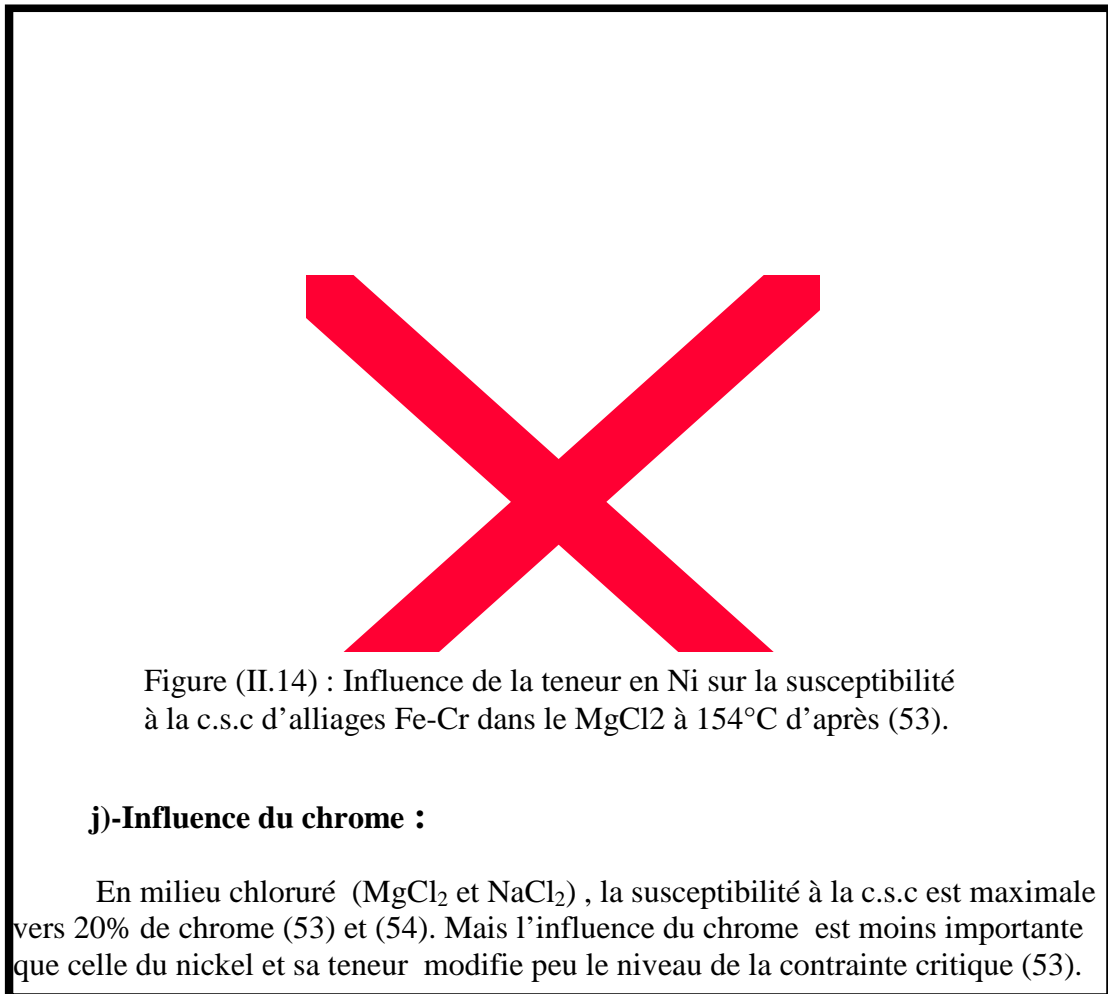 Figure (II.14) : Influence de la teneur en Ni sur la susceptibilité
à la c.s.c d’alliages Fe-Cr dans le MgCl2 à 154°C d’après (53).
j)-Influence du chrome :
En milieu chloruré (MgCl₂ et NaCl₂) , la susceptibilité à la c.s.c est maximale
vers 20% de chrome (53) et (54). Mais l’influence du chrome est moins importante
que celle du nickel et sa teneur modifie peu le niveau de la contrainte critique (53).